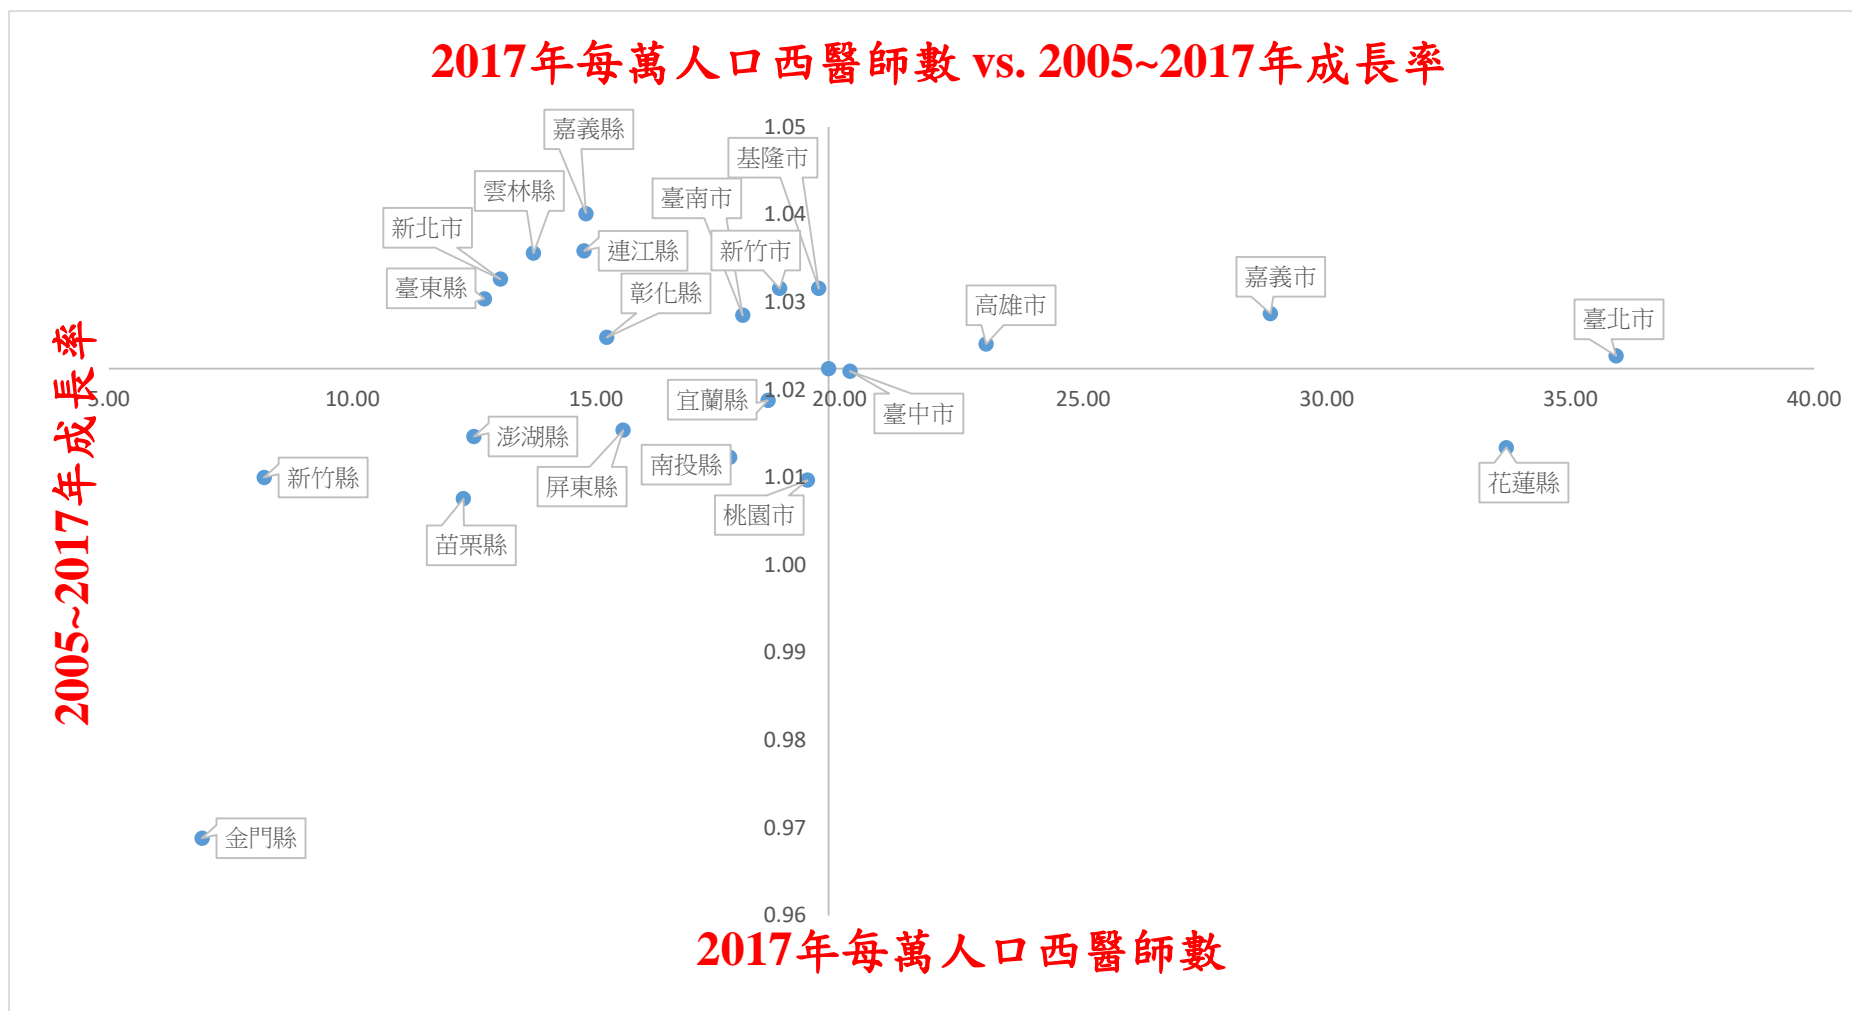 2017年每萬人口西醫師數 vs. 2005~2017年成長率
嘉義縣
1.05
基隆市
雲林縣
臺南市
新北市
1.04
連江縣
新竹市
臺東縣
彰化縣
1.03
高雄市
嘉義市
臺北市
2005~2017年成長率
5.00
10.00
15.00
宜蘭縣
1.02
20.00
臺中市
25.00
30.00
35.00
40.00
澎湖縣
新竹縣
屏東縣
南投縣
1.01
花蓮縣
桃園市
苗栗縣
1.00
0.99
0.98
0.97
金門縣
0.96
2017年每萬人口西醫師數